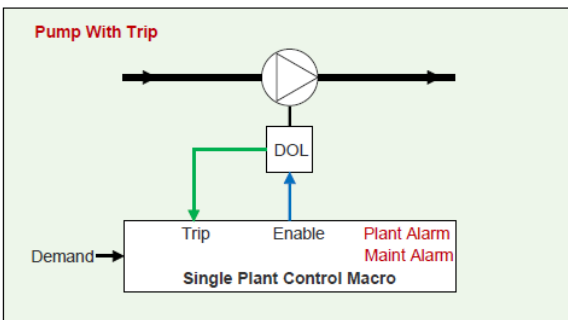 Pump With Trip
DOL
Trip Enable Plant Alarm
Demand Maint Alarm
Single Plant Control Macro